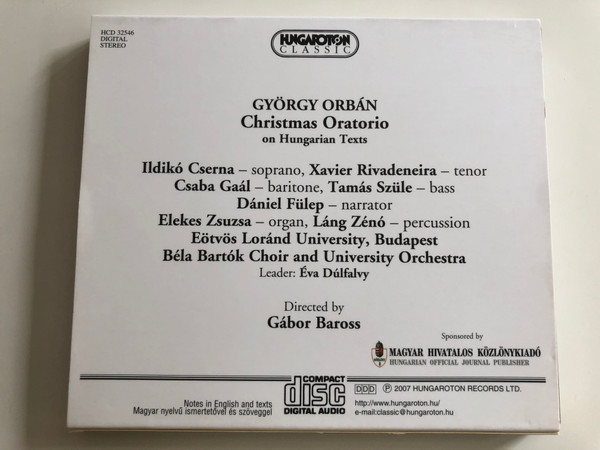 HCD 32546
DIGITAL
STEREO
HUNGAROTON
CLASSIC
GYÖRGY ORBÁN
Christmas Oratorio
on Hungarian Texts
Ildikó Cserna – soprano, Xavier Rivadeneira – tenor
Csaba Gaál – baritone, Tamás Szüle – bass
Dániel Fülep – narrator
Elekes Zsuzsa – organ, Láng Zénó – percussion
Eötvös Loránd University, Budapest
Béla Bartók Choir and University Orchestra
Leader: Éva Dúlfalvy
Directed by
Gábor Baross
Sponsored by
MAGYAR HIVATALOS KÖZLÖNYKIADÓ
HUNGARIAN OFFICIAL JOURNAL PUBLISHER
Notes in English and texts
Magyar nyelvű ismertetővel és szöveggel
COMPACT
disc
DIGITAL AUDIO
DDD ℗ 2007 HUNGAROTON RECORDS LTD.
http://www.hungaroton.hu/
e-mail:classic@hungaroton.hu